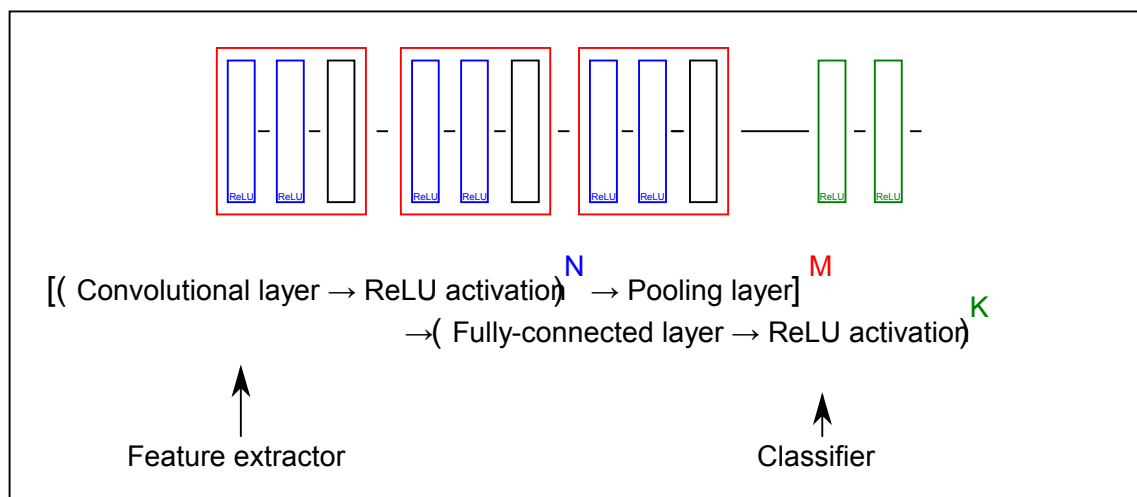 ReLU ReLU ReLU ReLU ReLU ReLU ReLU ReLU
[( Convolutional layer → ReLU activation)^N → Pooling layer]^M
→( Fully-connected layer → ReLU activation)^K
Feature extractor Classifier